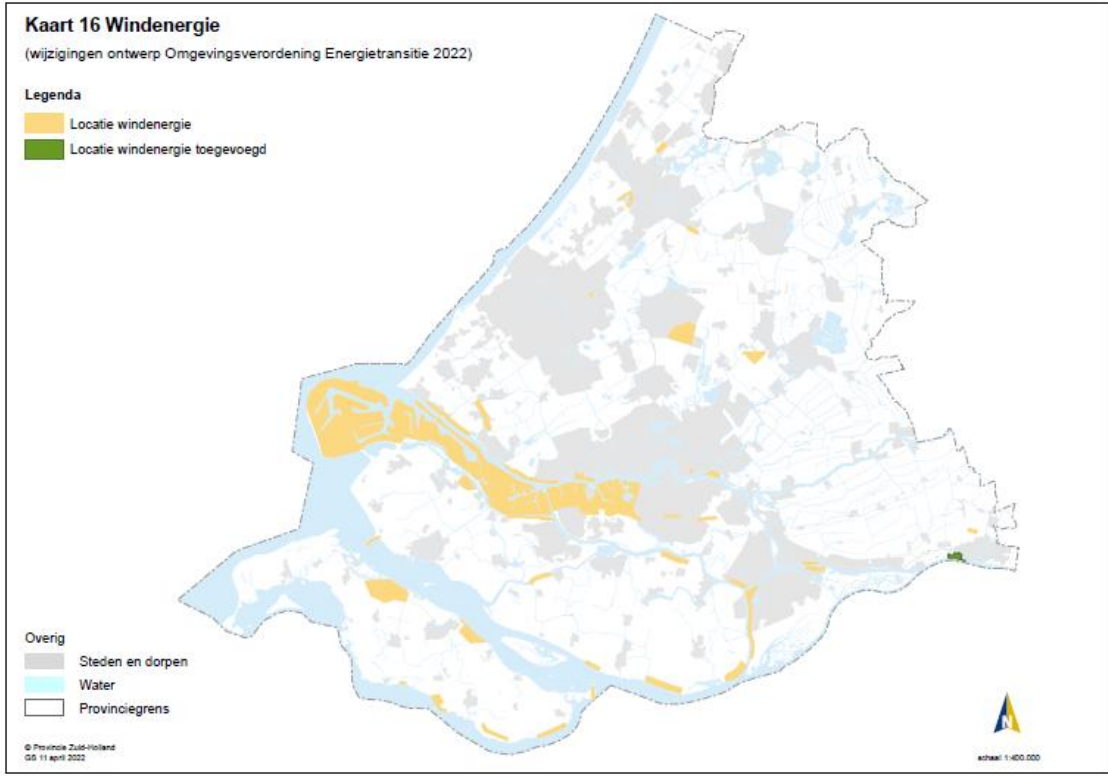 Kaart 16 Windenergie
(wijzigingen ontwerp Omgevingsverordening Energietransitie 2022)
Legenda
Locatie windenergie
Locatie windenergie toegevoegd
Overig
Steden en dorpen
Water
Provinciegrens
© Provincie Zuid-Holland
GS 11 april 2022
N
schaal 1:400.000